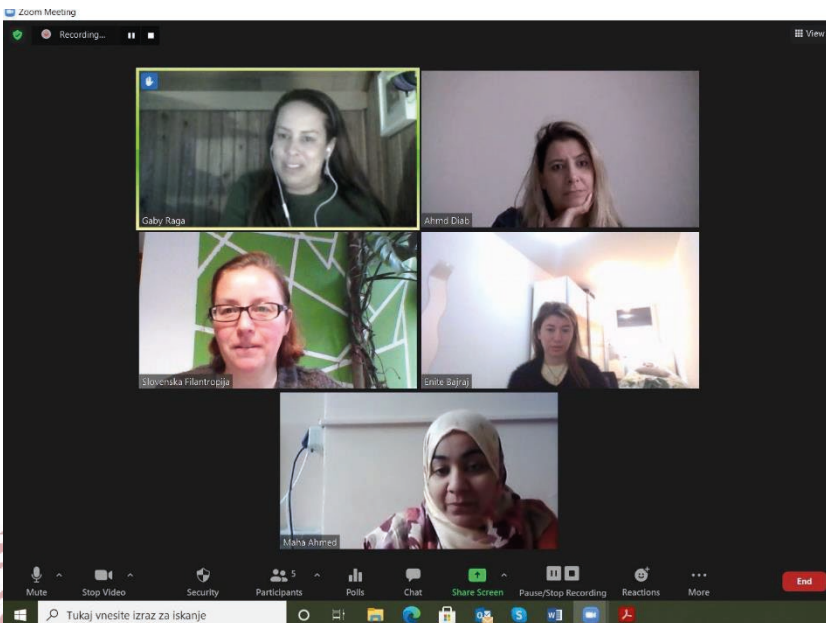 Zoom Meeting
Recording...
View
Gaby Raga
Ahmd Diab
Slovenska Filantropija
Enite Bajraj
Maha Ahmed
5
Mute
Stop Video
Security
Participants
Polls
Chat
Share Screen
Pause/Stop Recording
Reactions
More
End
Tukaj vnesite izraz za iskanje